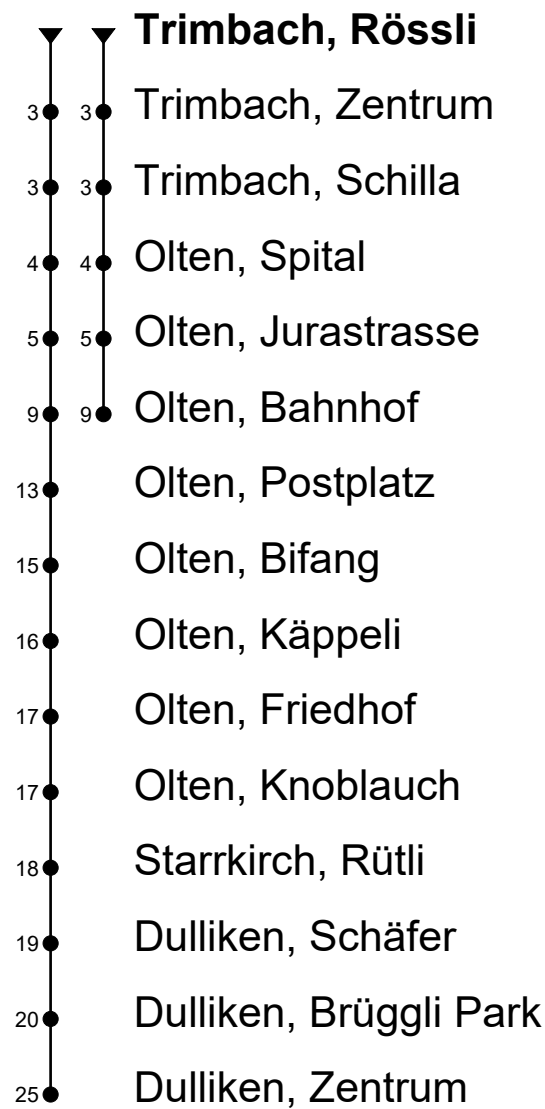 Trimbach, Rössli
3 3 Trimbach, Zentrum
3 3 Trimbach, Schilla
4 4 Olten, Spital
5 5 Olten, Jurastrasse
9 9 Olten, Bahnhof
13 Olten, Postplatz
15 Olten, Bifang
16 Olten, Käppeli
17 Olten, Friedhof
17 Olten, Knoblauch
18 Starrkirch, Rütli
19 Dulliken, Schäfer
20 Dulliken, Brüggli Park
25 Dulliken, Zentrum